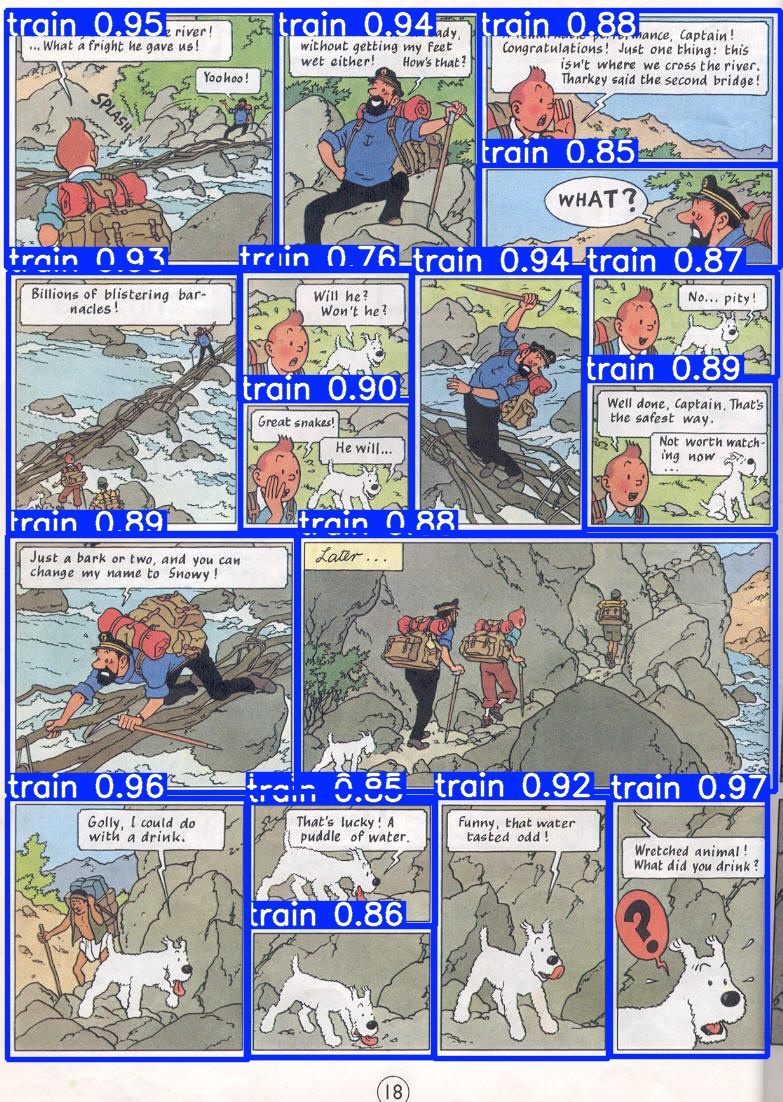 train 0.95
river!
...What a fright he gave us!
Yoohoo!
SPLASH
train 0.94
without getting my feet
wet either! How's that?
train 0.88
Captain!
Congratulations! Just one thing: this
isn't where we cross the river.
Tharkey said the second bridge!
train 0.85
WHAT?
train 0.93
Billions of blistering bar-
nacles!
train 0.76
Will he?
Won't he?
train 0.90
Great snakes!
He will...
train 0.94
train 0.87
No... pity!
train 0.89
Well done, Captain. That's
the safest way.
Not worth watch-
ing now
...
train 0.89
Just a bark or two, and you can
change my name to Snowy!
train 0.88
Later...
train 0.96
Golly, I could do
with a drink.
train 0.85
That's lucky! A
puddle of water.
train 0.86
train 0.92
Funny, that water
tasted odd!
train 0.97
Wretched animal!
What did you drink?
?
18